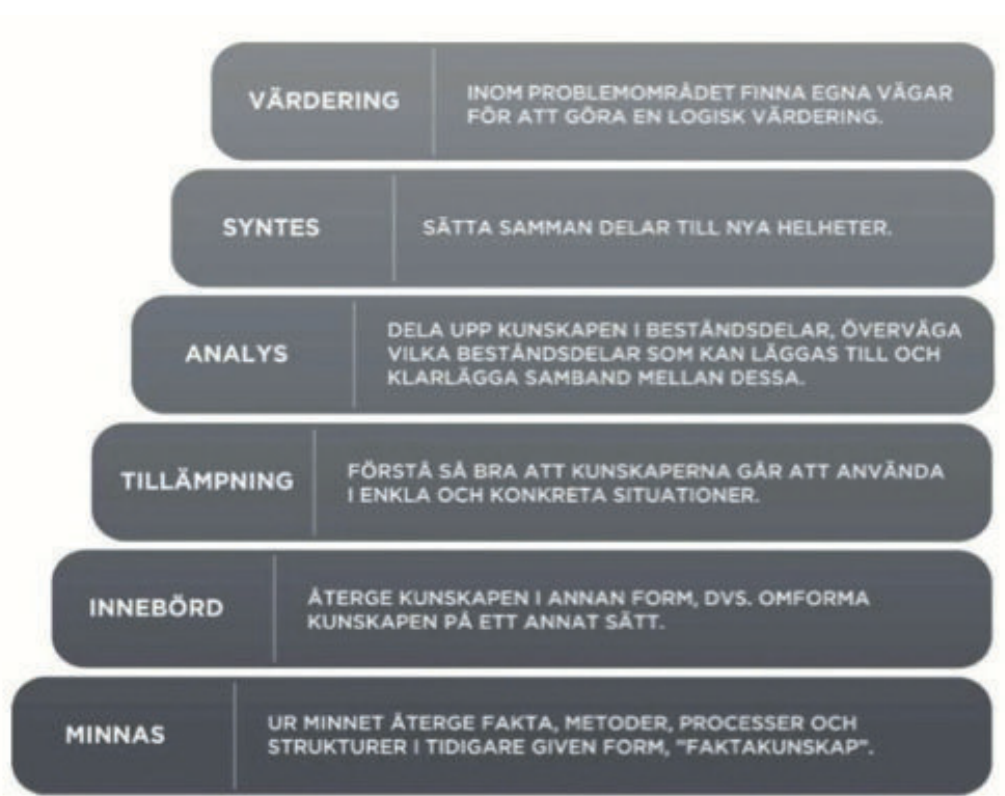 VÄRDERING
INOM PROBLEMOMRÅDET FINNA EGNA VÄGAR
FÖR ATT GÖRA EN LOGISK VÄRDERING.
SYNTES
SÄTTA SAMMAN DELAR TILL NYA HELHETER.
ANALYS
DELA UPP KUNSKAPEN I BESTÅNDSDELAR, ÖVERVÄGA
VILKA BESTÅNDSDELAR SOM KAN LÄGGAS TILL OCH
KLARLÄGGA SAMBAND MELLAN DESSA.
TILLÄMPNING
FÖRSTÅ SÅ BRA ATT KUNSKAPERNA GÅR ATT ANVÄNDA
I ENKLA OCH KONKRETA SITUATIONER.
INNEBÖRD
ÅTERGE KUNSKAPEN I ANNAN FORM, DVS. OMFORMA
KUNSKAPEN PÅ ETT ANNAT SÄTT.
MINNAS
UR MINNET ÅTERGE FAKTA, METODER, PROCESSER OCH
STRUKTURER I TIDIGARE GIVEN FORM, "FAKTAKUNSKAP".